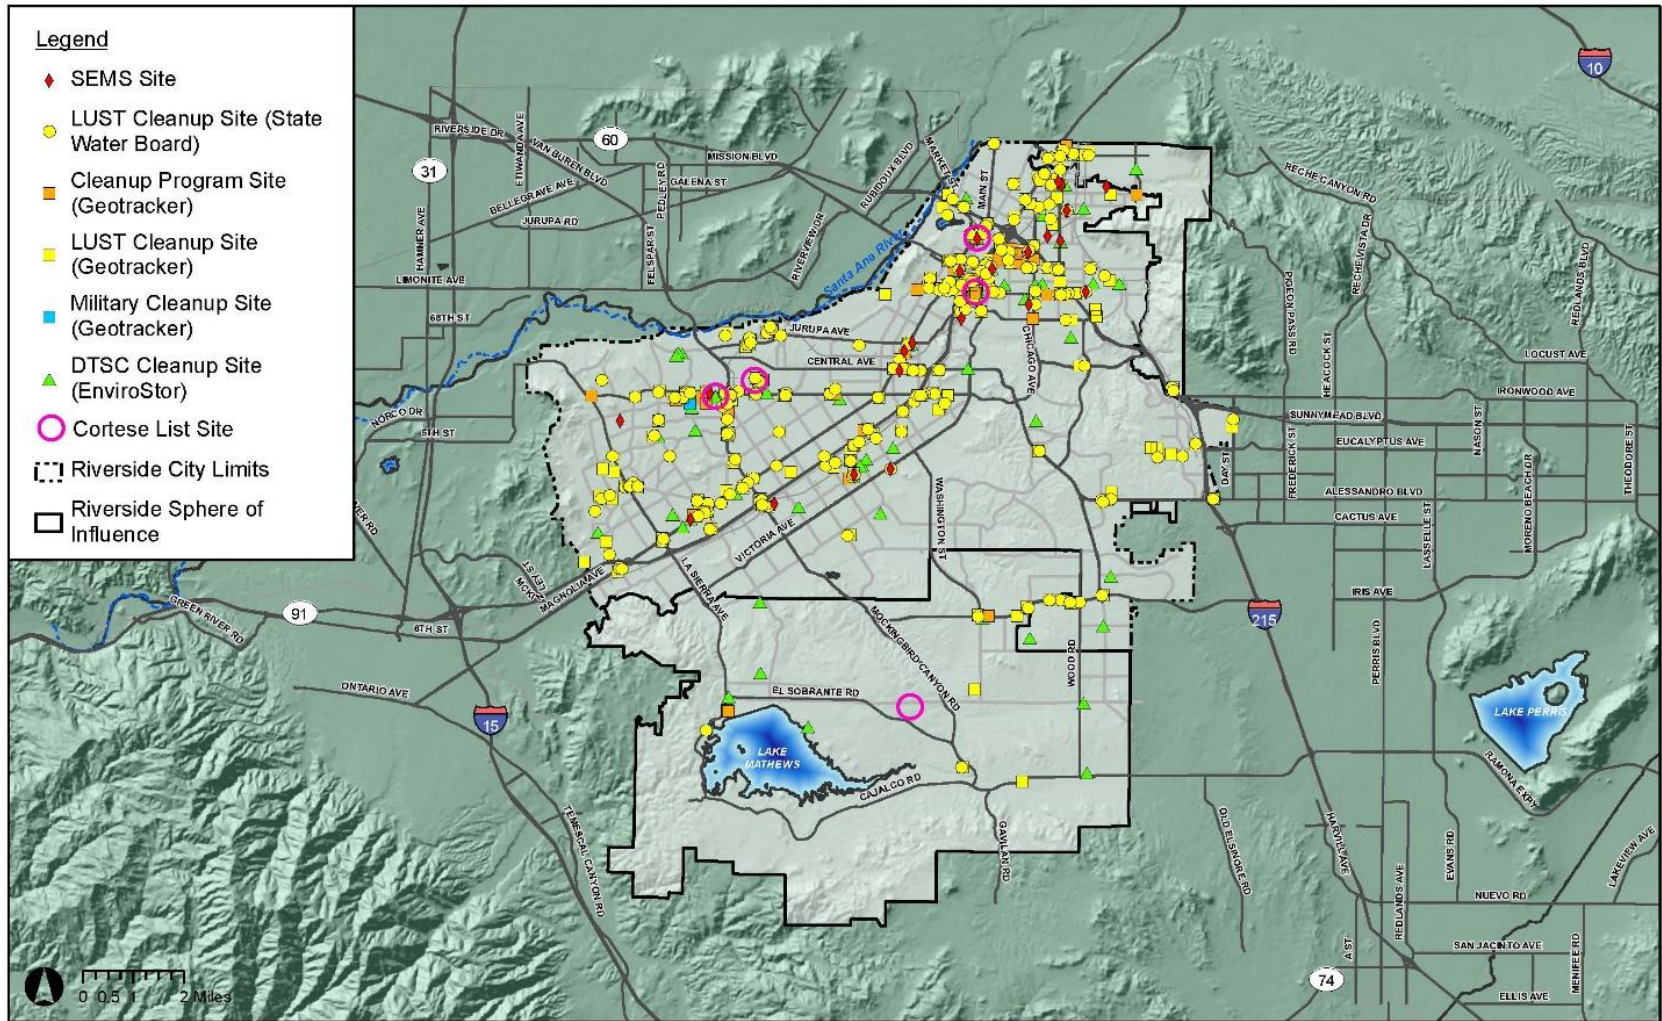 Legend
SEMS Site
LUST Cleanup Site (State
Water Board)
Cleanup Program Site
(Geotracker)
LUST Cleanup Site
(Geotracker)
Military Cleanup Site
(Geotracker)
DTSC Cleanup Site
(EnviroStor)
Cortese List Site
Riverside City Limits
Riverside Sphere of
Influence
10
RIVERSIDE DR
ETIWANDA AVE
VAN BUREN BLVD
60
MISSION BLVD
31
PEDLEY RD
GALENA ST
BELLEGRAVE AVE
JURUPA RD
RUBIDOUX BLVD
MARKET ST
MAIN ST
RECHE CANYON RD
HAMNER AVE
FELSPAR ST
RIVERVIEW DR
LIMONITE AVE
Santa Ana River
68TH ST
JURUPA AVE
CENTRAL AVE
CHICAGO AVE
PIGEON PASS RD
RECHE VISTA DR
REDLANDS BLVD
HEACOCK ST
LOCUST AVE
IRONWOOD AVE
SUNNYMEAD BLVD
NORCO DR
5TH ST
EUCALYPTUS AVE
NASON ST
THEODORE ST
DAY ST
FREDERICK ST
ALESSANDRO BLVD
CACTUS AVE
LASSELLE ST
MORENO BEACH DR
WASHINGTON ST
VICTORIA AVE
MAGNOLIA AVE
LA SIERRA AVE
GREEN RIVER RD
91
6TH ST
IRIS AVE
215
MOCKINGBIRD CANYON RD
WOOD RD
PERRIS BLVD
ONTARIO AVE
EL SOBRANTE RD
15
LAKE PERRIS
LAKE
MATHEWS
CAJALCO RD
RAMONA EXPY
TEMESCAL CANYON RD
GAVILAN RD
OLD ELSINORE RD
HARVILL AVE
REDLANDS AVE
EVANS RD
LAKEVIEW AVE
NUEVO RD
A ST
SAN JACINTO AVE
MENIFEE RD
74
ELLIS AVE
0 0.5 1 2 Miles